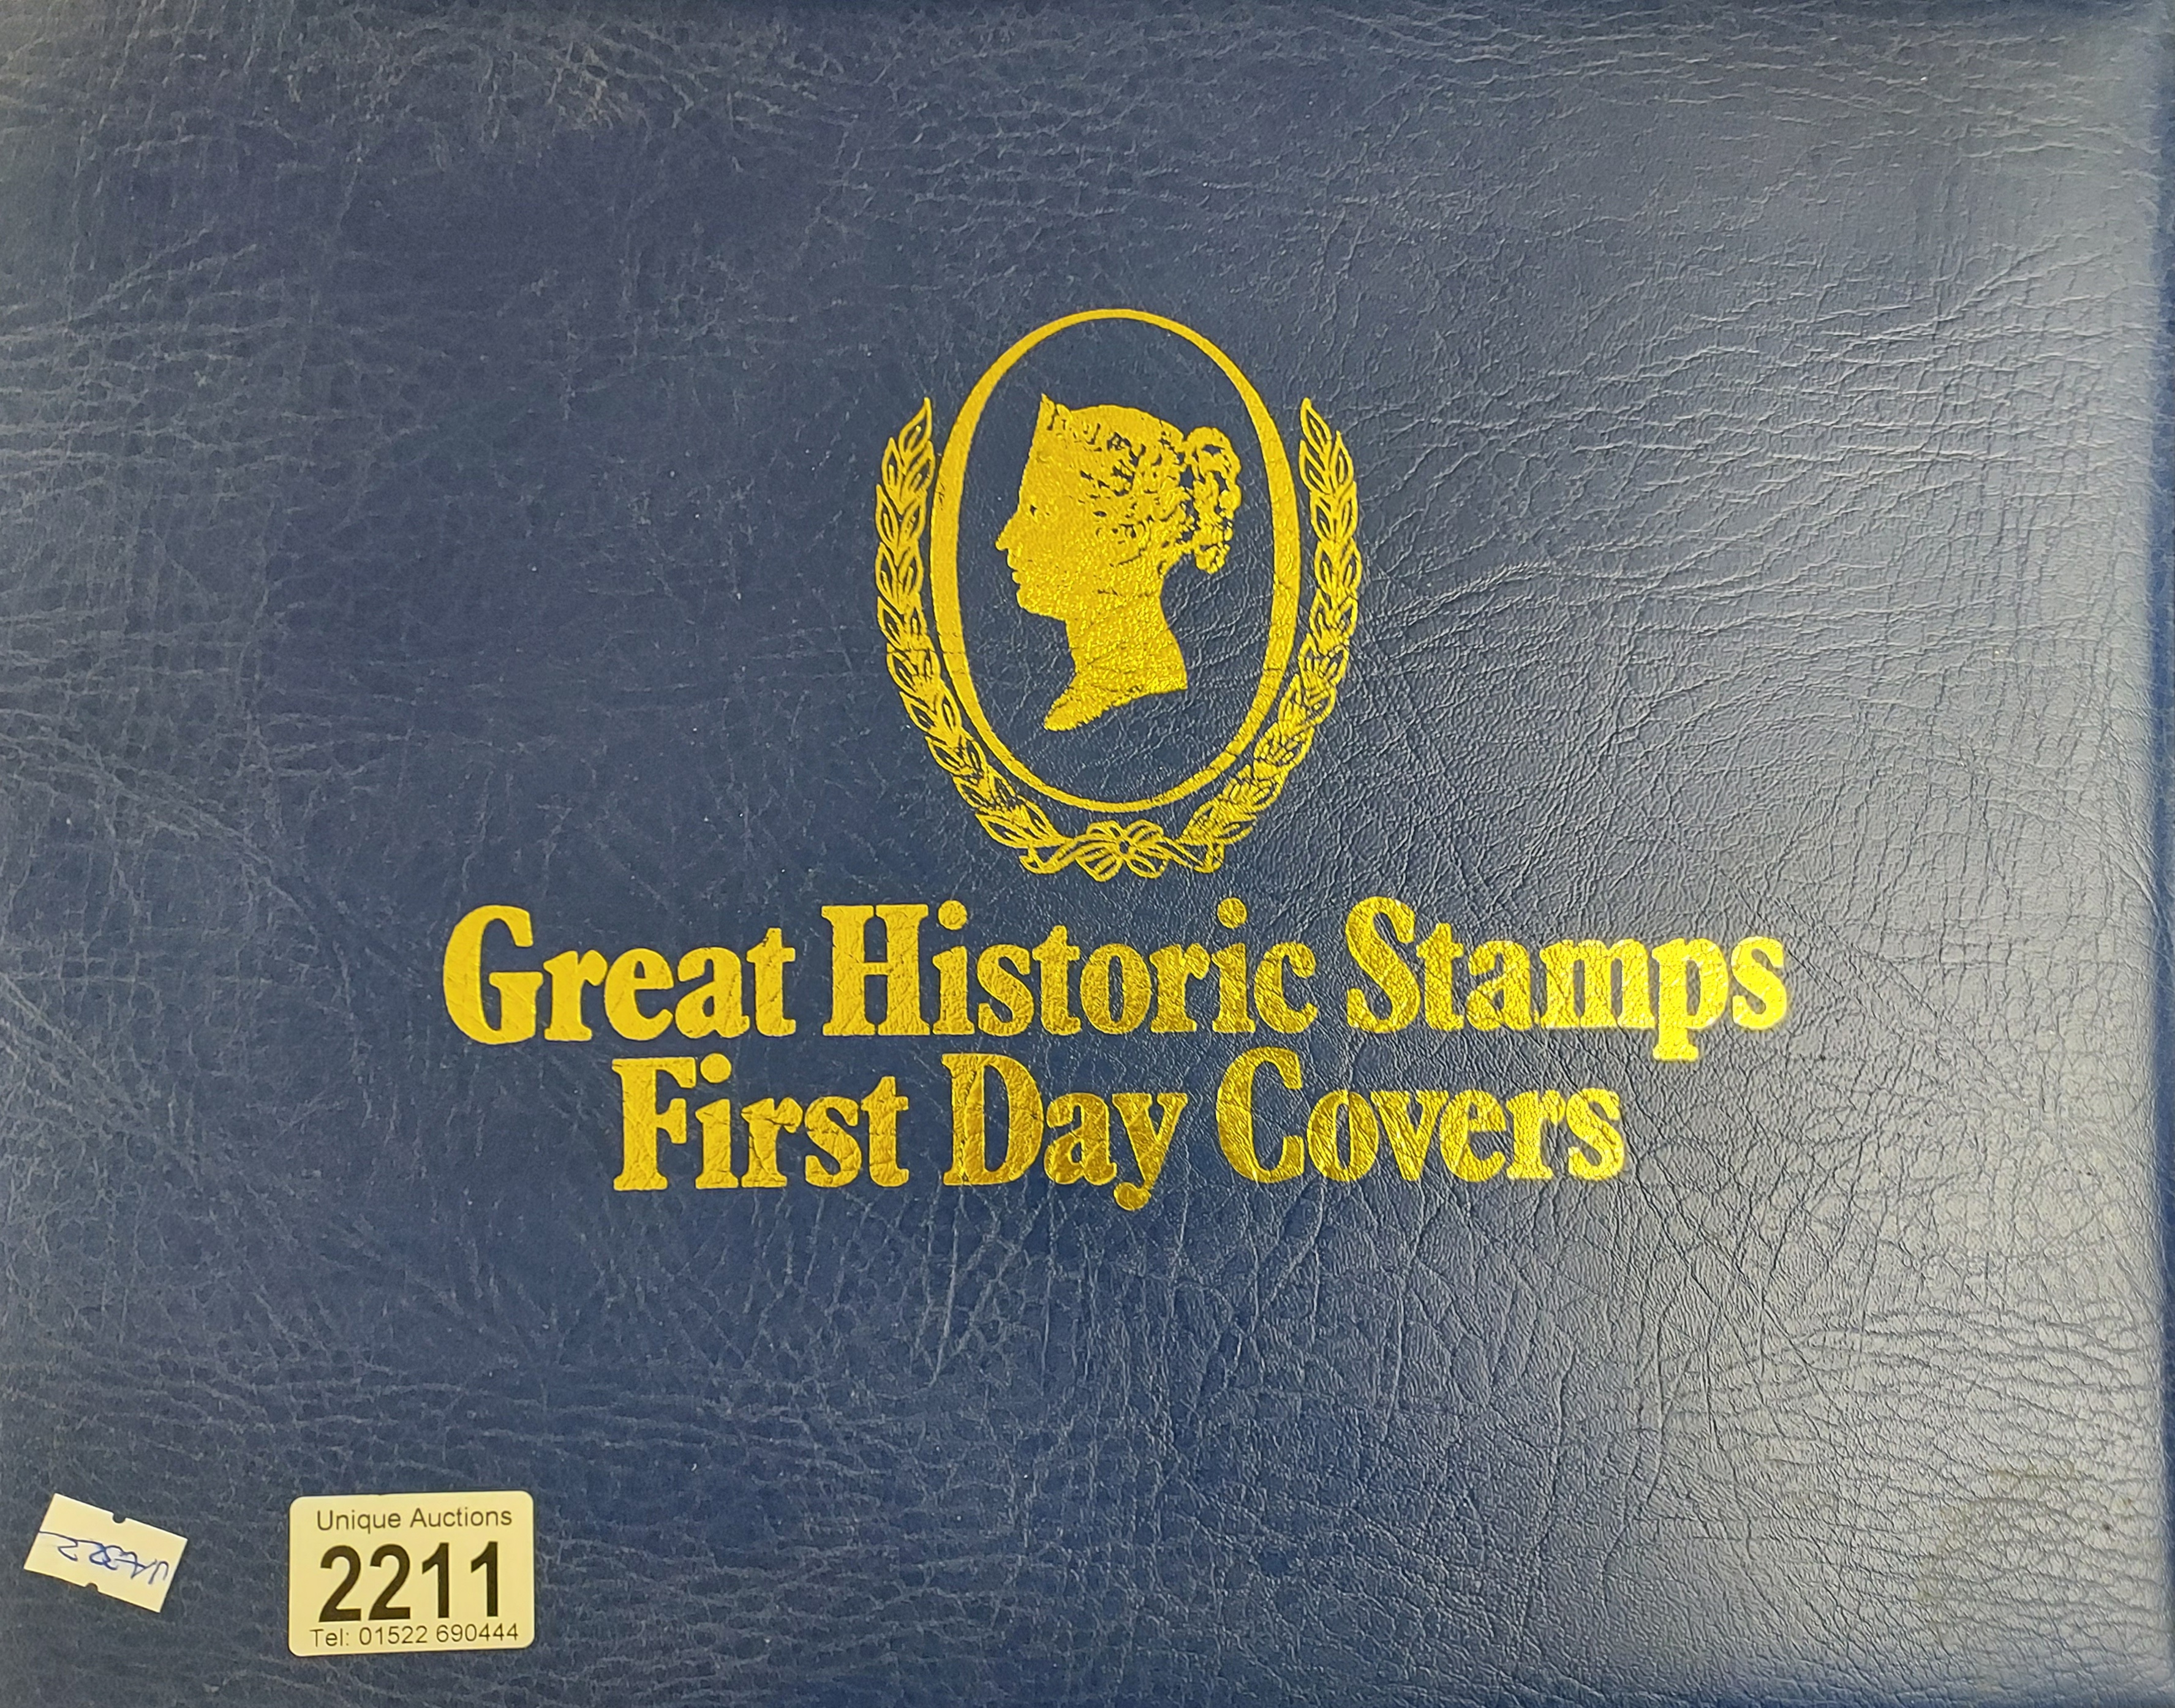 Great Historic Stamps
First Day Covers
Unique Auctions
2211
Tel: 01522 690444